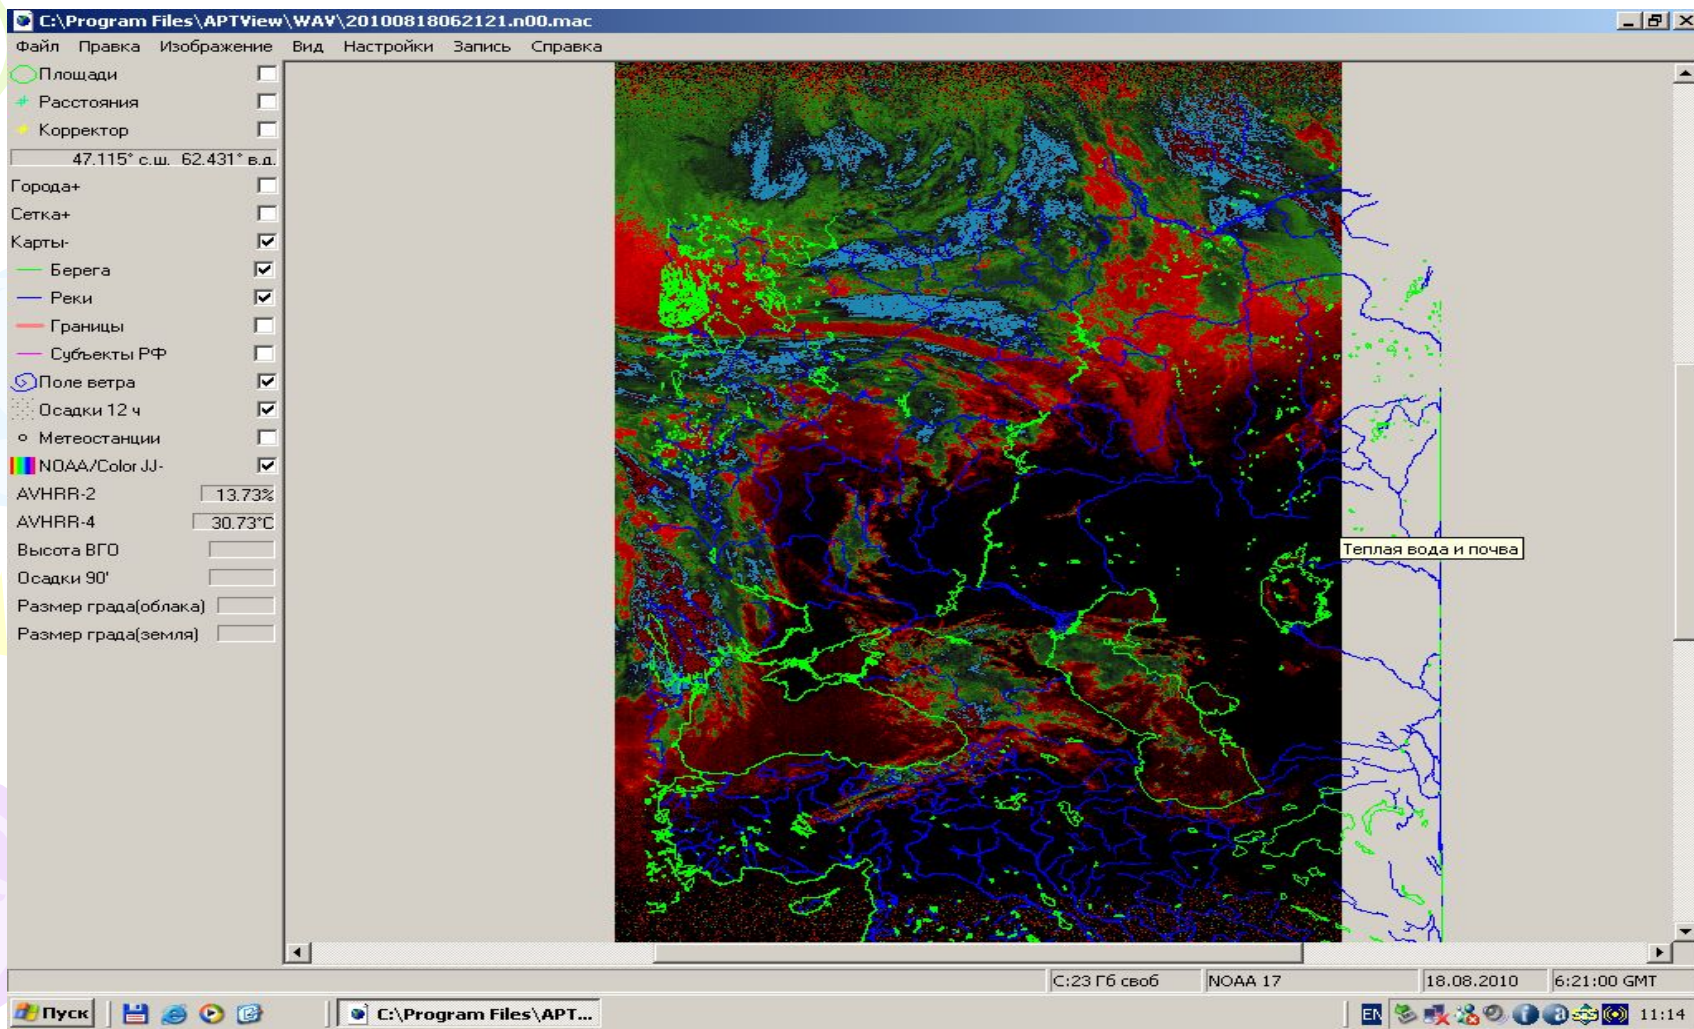 C:\Program Files\APTView\WAV\20100818062121.n00.mac
Файл Правка Изображение Вид Настройки Запись Справка
Площади
Расстояния
Корректор
47.115° с.ш. 62.431° в.д.
Города+
Сетка+
Карты-
Берега
Реки
Границы
Субъекты РФ
Поле ветра
Осадки 12 ч
Метеостанции
NOAA/Color JJ-
AVHRR-2 13.73%
AVHRR-4 30.73°C
Высота ВГО
Осадки 90'
Размер града(облака)
Размер града(земля)
Теплая вода и почва
C:23 Гб своб NOAA 17 18.08.2010 6:21:00 GMT
Пуск C:\Program Files\APT... EN 11:14